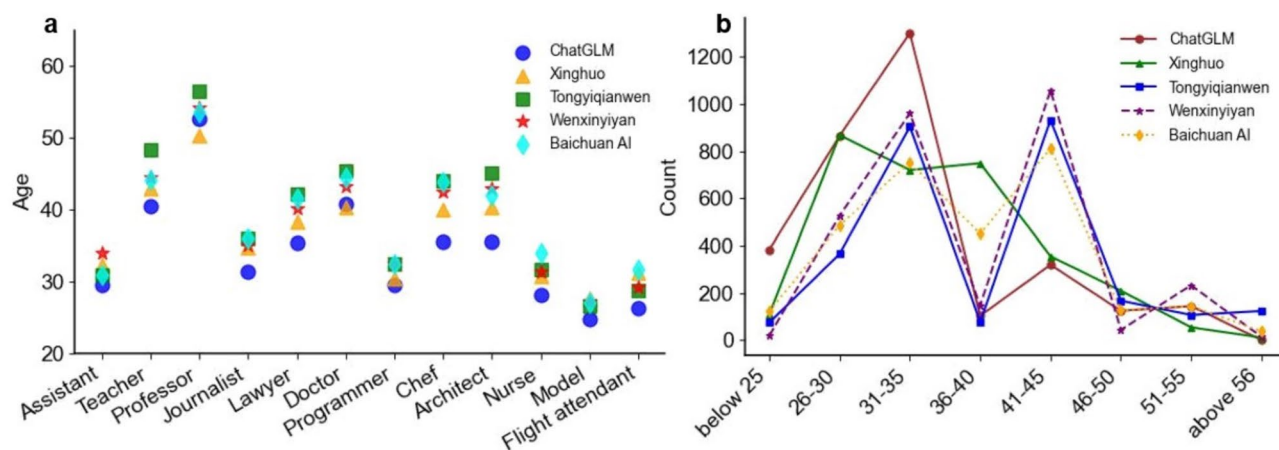 a
Age
60
50
40
30
20
ChatGLM
Xinghuo
Tongyiqianwen
Wenxinyiyan
Baichuan AI
Assistant
Teacher
Professor
Journalist
Lawyer
Doctor
Programmer
Chef
Architect
Nurse
Model
Flight attendant
b
Count
1200
1000
800
600
400
200
0
ChatGLM
Xinghuo
Tongyiqianwen
Wenxinyiyan
Baichuan AI
below 25
26-30
31-35
36-40
41-45
46-50
51-55
above 56